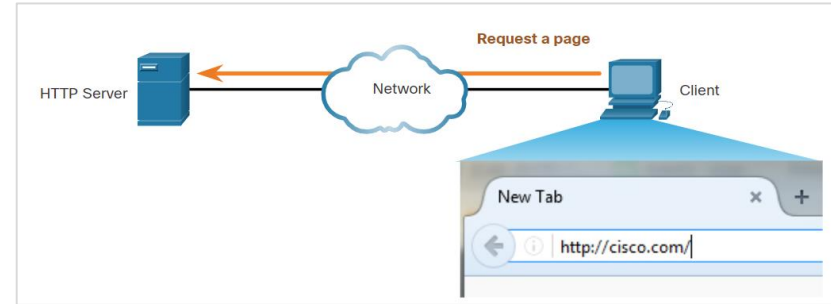 Request a page
HTTP Server
Network
Client
New Tab
http://cisco.com/